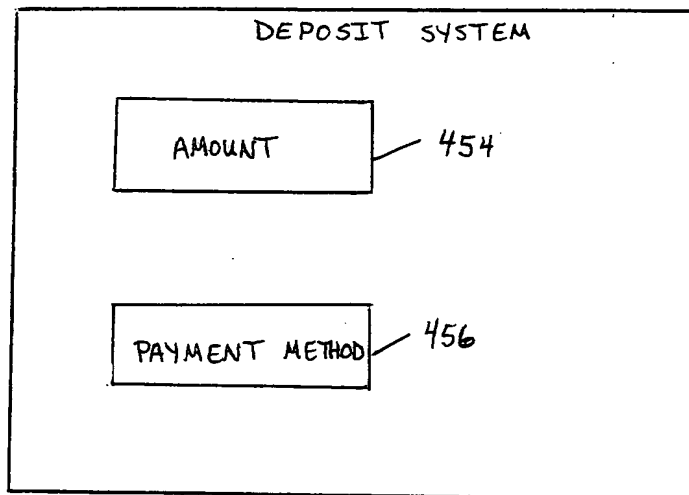 DEPOSIT SYSTEM
AMOUNT
454
PAYMENT METHOD
456